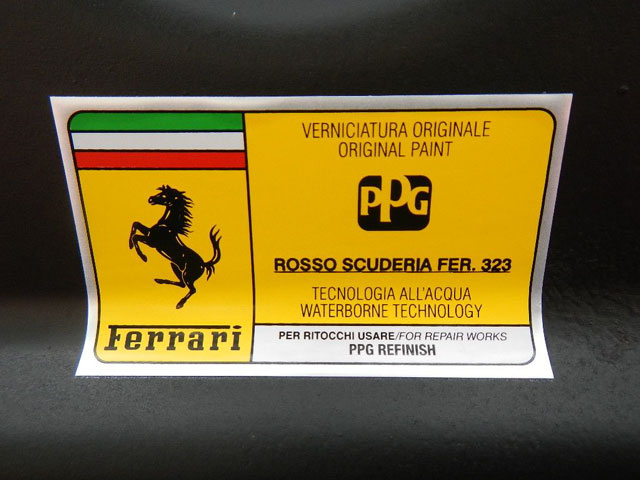 VERNICIATURA ORIGINALE
ORIGINAL PAINT
PPG
ROSSO SCUDERIA FER. 323
TECNOLOGIA ALL'ACQUA
WATERBORNE TECHNOLOGY
Ferrari
PER RITOCCHI USARE/FOR REPAIR WORKS
PPG REFINISH